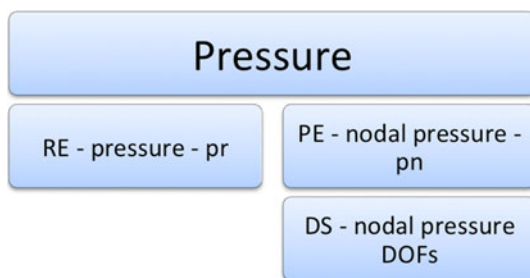 Pressure
RE - pressure - pr
PE - nodal pressure -
pn
DS - nodal pressure
DOFs